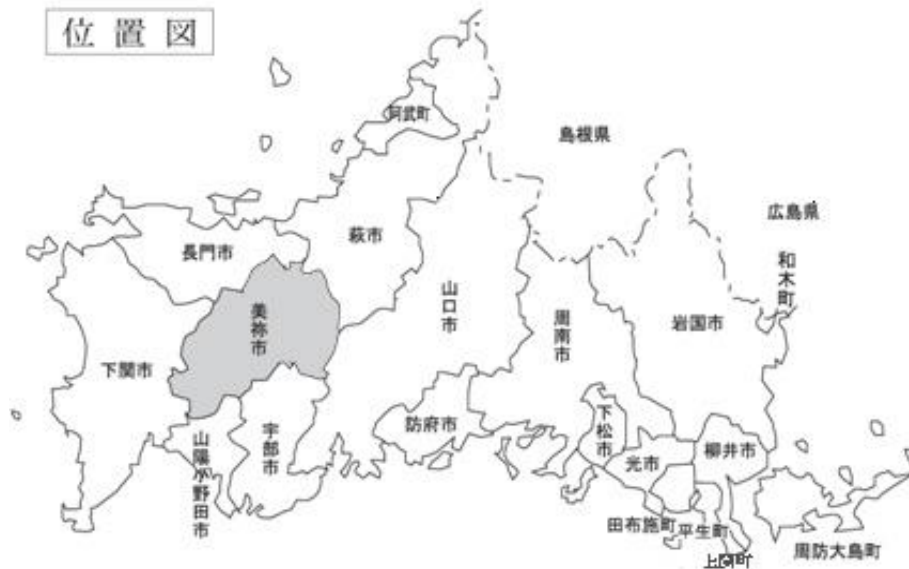 位置図
阿武町
島根県
広島県
萩市
長門市
和木町
山口市
美祢市
周南市
岩国市
下関市
防府市
下松市
宇部市
山陽小野田市
柳井市
光市
田布施町
平生町
周防大島町
上関町